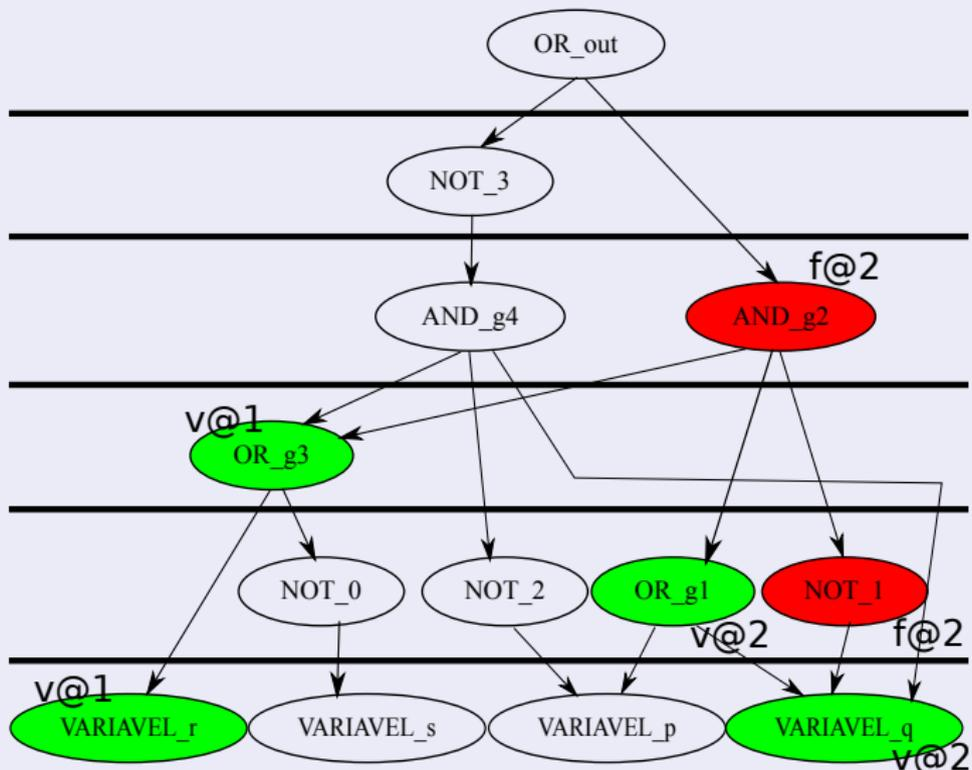 OR_out
NOT_3
f@2
AND_g4
AND_g2
v@1
OR_g3
NOT_0
NOT_2
OR_g1
NOT_1
v@2
f@2
v@1
VARIAVEL_r
VARIAVEL_s
VARIAVEL_p
VARIAVEL_q
v@2